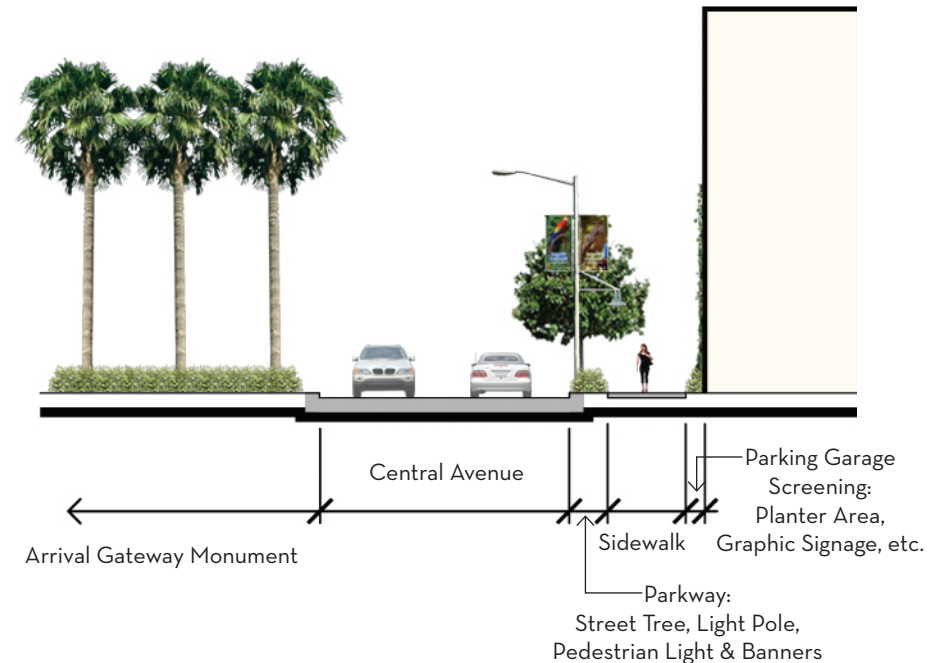 Central Avenue
Parking Garage
Screening:
Planter Area,
Graphic Signage, etc.
Sidewalk
Arrival Gateway Monument
Parkway:
Street Tree, Light Pole,
Pedestrian Light & Banners